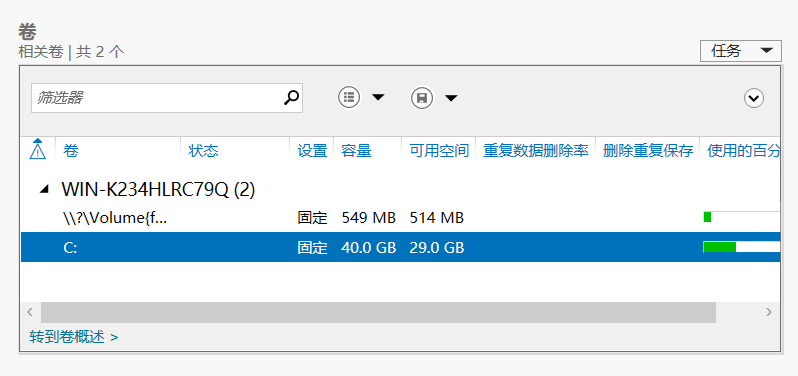 卷
相关卷 | 共 2 个
任务
筛选器
卷 状态 设置 容量 可用空间 重复数据删除率 删除重复保存 使用的百分
WIN-K234HLRC79Q (2)
\\?\Volume{f... 固定 549 MB 514 MB
C: 固定 40.0 GB 29.0 GB
转到卷概述 >